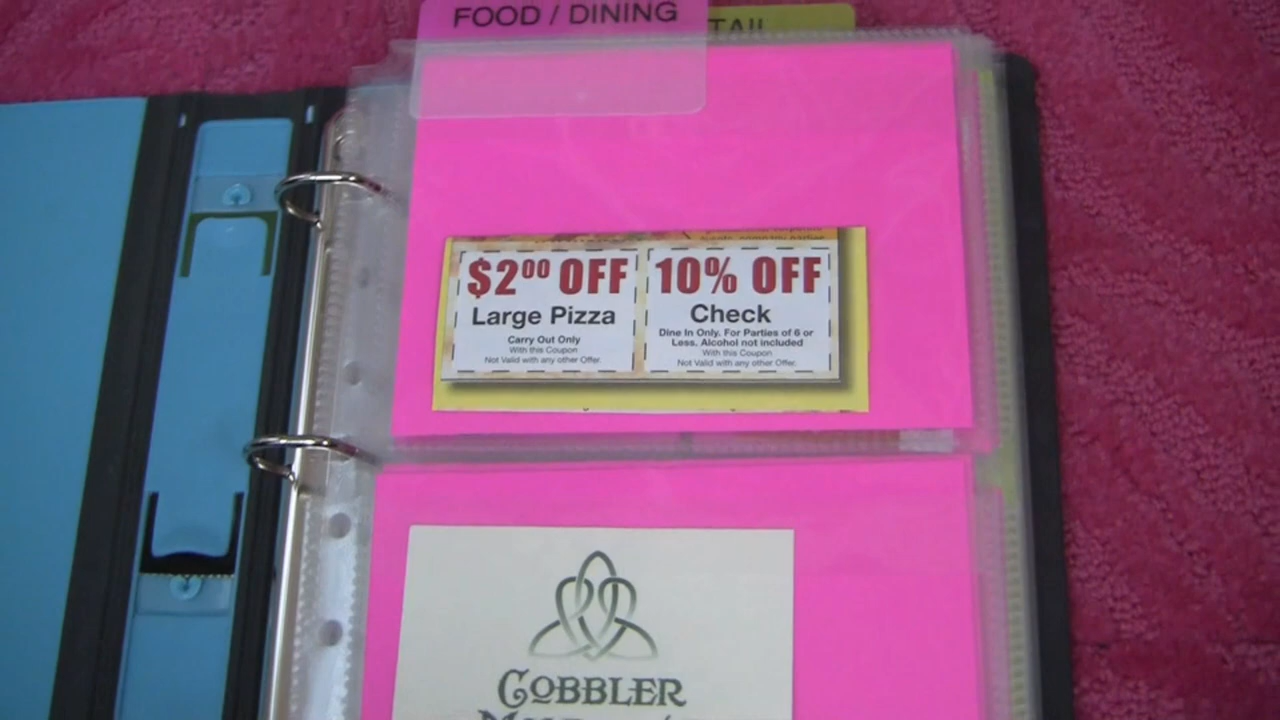 FOOD / DINING
TAIL
$2⁰⁰ OFF
Large Pizza
Carry Out Only
With this Coupon
Not Valid with any other Offer.
10% OFF
Check
Dine In Only. For Parties of 6 or
Less. Alcohol not included
With this Coupon
Not Valid with any other Offer.
COBBLER